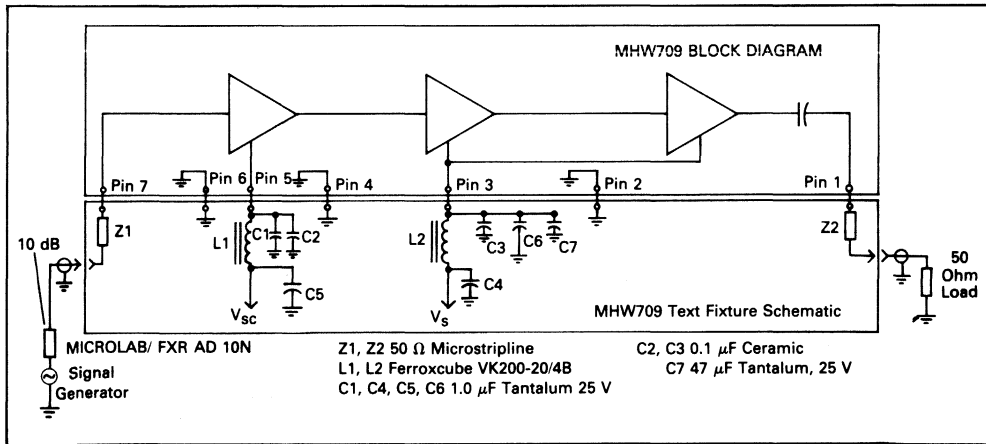 MHW709 BLOCK DIAGRAM
Pin 7
Pin 6
Pin 5
Pin 4
Pin 3
Pin 2
Pin 1
Z1
L1
C1
C2
C5
VSC
L2
C3
C6
C7
C4
VS
Z2
10 dB
50
Ohm
Load
MHW709 Text Fixture Schematic
MICROLAB/ FXR AD 10N
Signal
Generator
Z1, Z2 50 Ω Microstripline
L1, L2 Ferroxcube VK200-20/4B
C1, C4, C5, C6 1.0 μF Tantalum 25 V
C2, C3 0.1 μF Ceramic
C7 47 μF Tantalum, 25 V